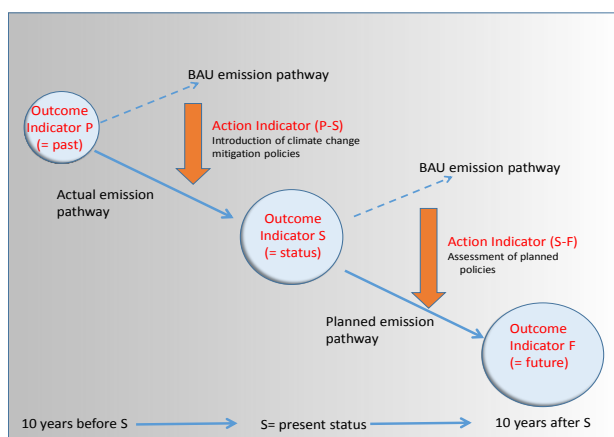 BAU emission pathway
Outcome
Indicator P
(= past)
Action Indicator (P-S)
Introduction of climate change
mitigation policies
Actual emission
pathway
BAU emission pathway
Outcome
Indicator S
(= status)
Action Indicator (S-F)
Assessment of planned
policies
Planned emission
pathway
Outcome
Indicator F
(= future)
10 years before S
S= present status
10 years after S